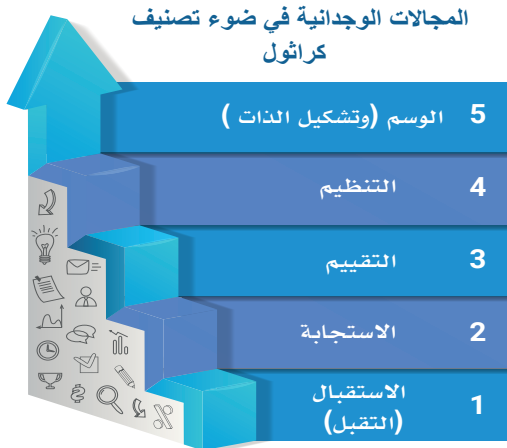 المجالات الوجدانية في ضوء تصنيف
كراثول
5 الوسم (وتشكيل الذات )
4 التنظيم
3 التقييم
2 الاستجابة
1 الاستقبال
(التقبل)